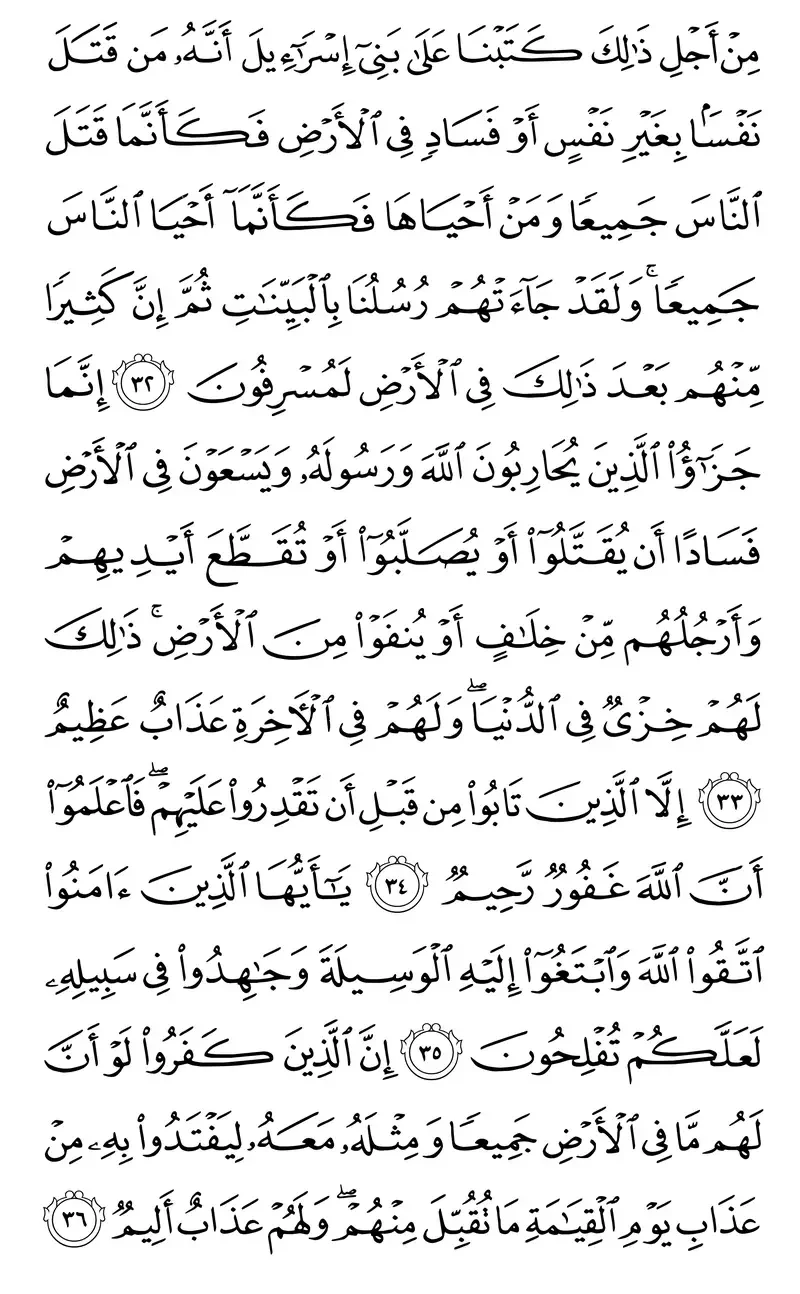 مِنْ أَجْلِ ذَٰلِكَ كَتَبْنَا عَلَىٰ بَنِىٓ إِسْرَٰٓءِيلَ أَنَّهُۥ مَن قَتَلَ
نَفْسًۢا بِغَيْرِ نَفْسٍ أَوْ فَسَادٍ فِى ٱلْأَرْضِ فَكَأَنَّمَا قَتَلَ
ٱلنَّاسَ جَمِيعًا وَمَنْ أَحْيَاهَا فَكَأَنَّمَآ أَحْيَا ٱلنَّاسَ
جَمِيعًا ۚ وَلَقَدْ جَآءَتْهُمْ رُسُلُنَا بِٱلْبَيِّنَٰتِ ثُمَّ إِنَّ كَثِيرًا
مِّنْهُم بَعْدَ ذَٰلِكَ فِى ٱلْأَرْضِ لَمُسْرِفُونَ ٣٢ إِنَّمَا
جَزَٰٓؤُا۟ ٱلَّذِينَ يُحَارِبُونَ ٱللَّهَ وَرَسُولَهُۥ وَيَسْعَوْنَ فِى ٱلْأَرْضِ
فَسَادًا أَن يُقَتَّلُوٓا۟ أَوْ يُصَلَّبُوٓا۟ أَوْ تُقَطَّعَ أَيْدِيهِمْ
وَأَرْجُلُهُم مِّنْ خِلَٰفٍ أَوْ يُنفَوْا۟ مِنَ ٱلْأَرْضِ ۚ ذَٰلِكَ
لَهُمْ خِزْىٌ فِى ٱلدُّنْيَا ۖ وَلَهُمْ فِى ٱلْءَاخِرَةِ عَذَابٌ عَظِيمٌ
٣٣ إِلَّا ٱلَّذِينَ تَابُوا۟ مِن قَبْلِ أَن تَقْدِرُوا۟ عَلَيْهِمْ ۖ فَٱعْلَمُوٓا۟
أَنَّ ٱللَّهَ غَفُورٌ رَّحِيمٌ ٣٤ يَٰٓأَيُّهَا ٱلَّذِينَ ءَامَنُوا۟
ٱتَّقُوا۟ ٱللَّهَ وَٱبْتَغُوٓا۟ إِلَيْهِ ٱلْوَسِيلَةَ وَجَٰهِدُوا۟ فِى سَبِيلِهِۦ
لَعَلَّكُمْ تُفْلِحُونَ ٣٥ إِنَّ ٱلَّذِينَ كَفَرُوا۟ لَوْ أَنَّ
لَهُم مَّا فِى ٱلْأَرْضِ جَمِيعًا وَمِثْلَهُۥ مَعَهُۥ لِيَفْتَدُوا۟ بِهِۦ مِنْ
عَذَابِ يَوْمِ ٱلْقِيَٰمَةِ مَا تُقُبِّلَ مِنْهُمْ ۖ وَلَهُمْ عَذَابٌ أَلِيمٌ ٣٦